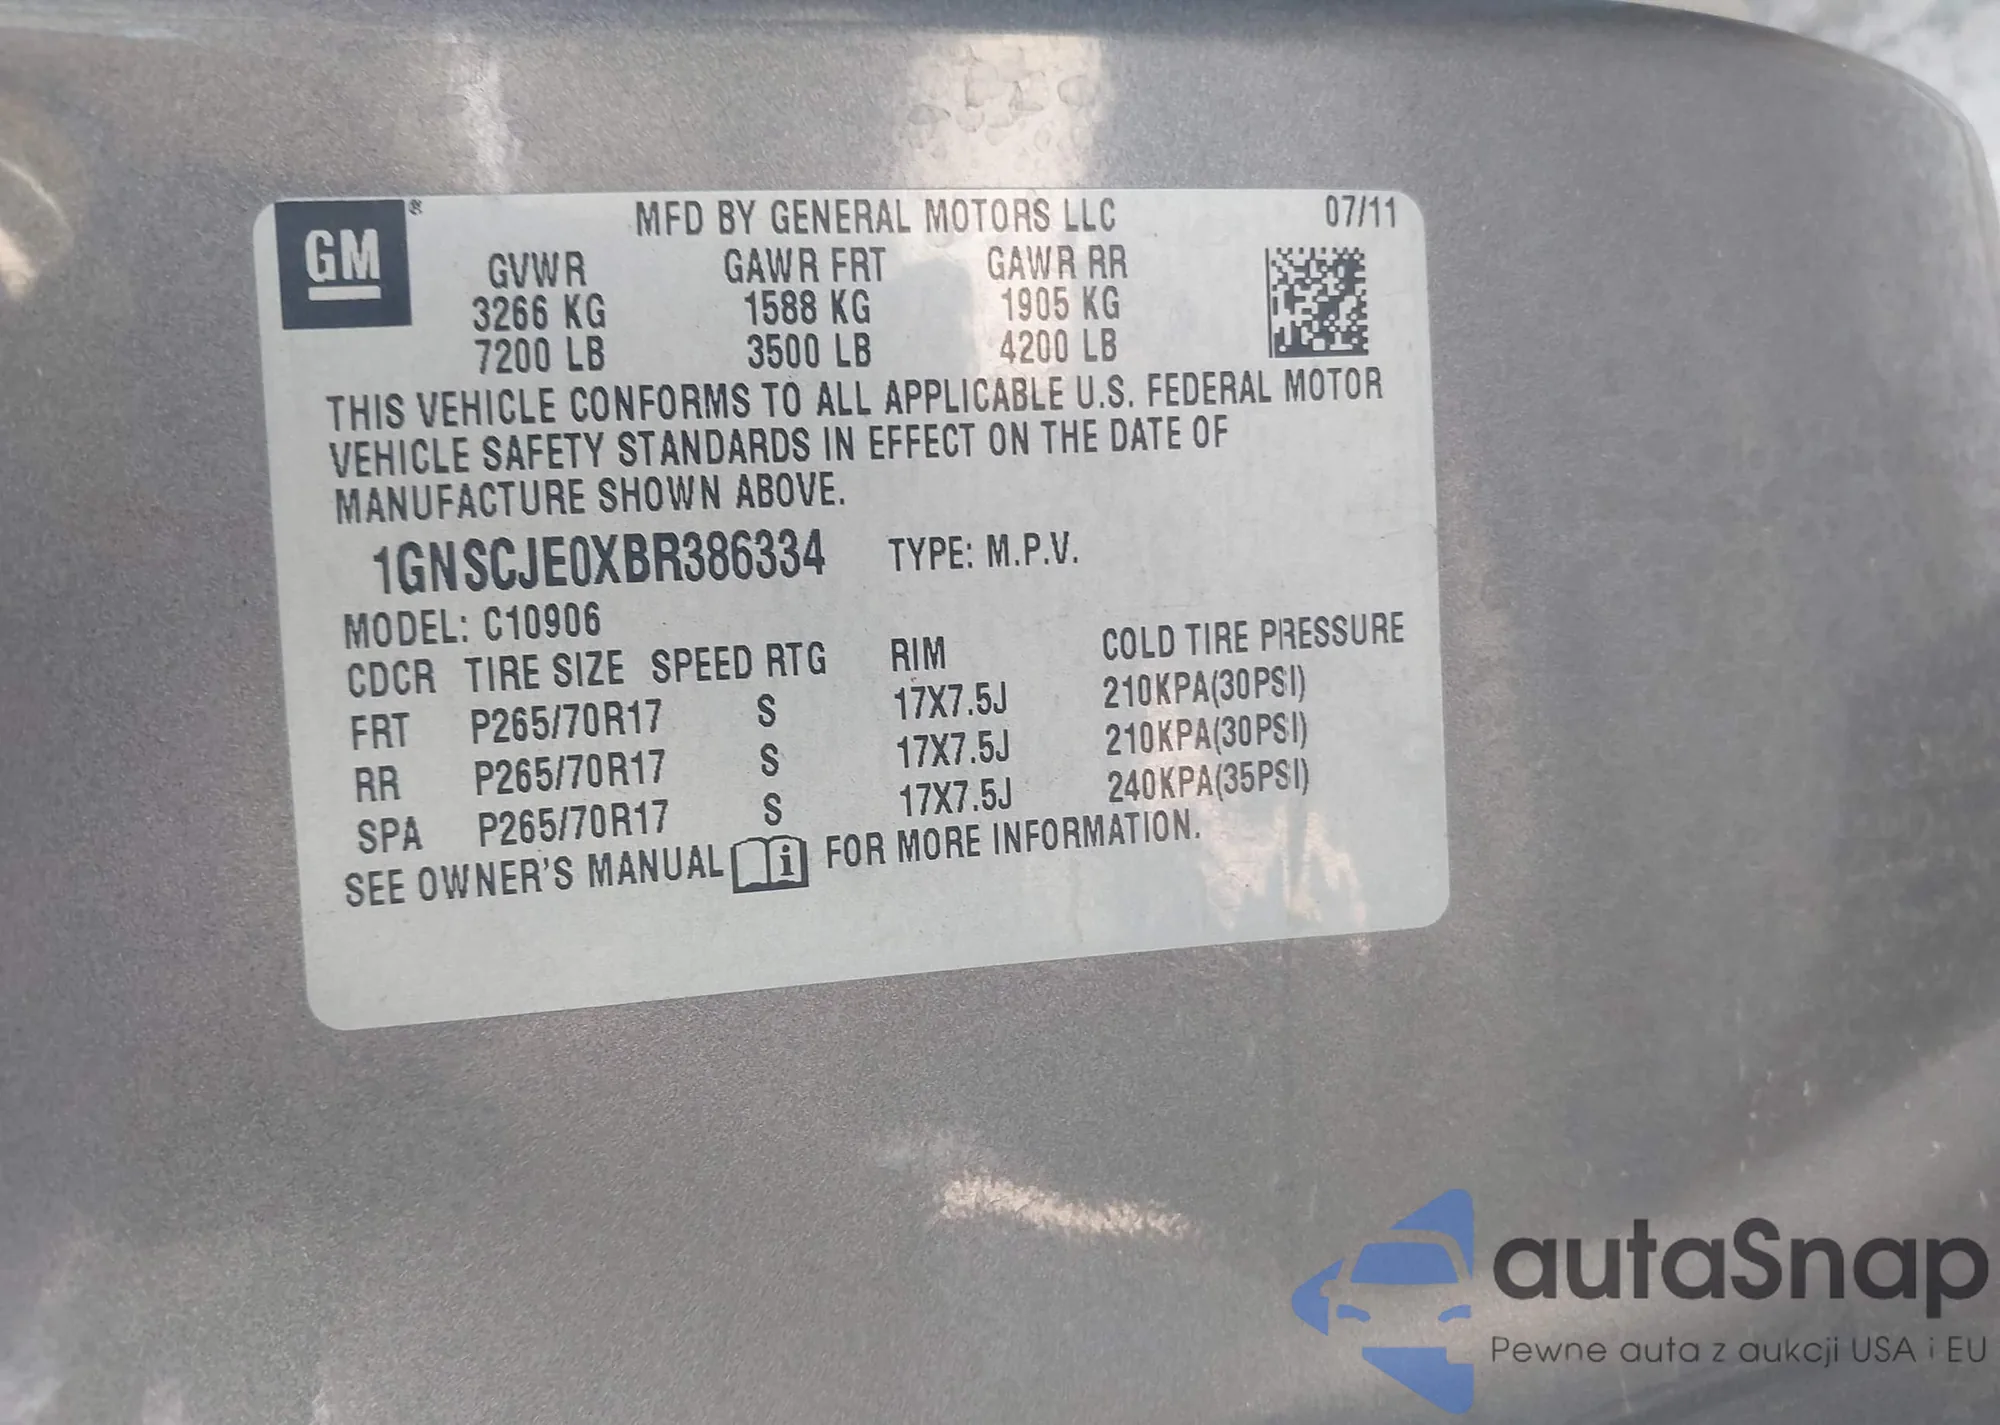 GM®
MFD BY GENERAL MOTORS LLC 07/11
GVWR GAWR FRT GAWR RR
3266 KG 1588 KG 1905 KG
7200 LB 3500 LB 4200 LB
THIS VEHICLE CONFORMS TO ALL APPLICABLE U.S. FEDERAL MOTOR
VEHICLE SAFETY STANDARDS IN EFFECT ON THE DATE OF
MANUFACTURE SHOWN ABOVE.
1GNSCJE0XBR386334 TYPE: M.P.V.
MODEL: C10906
CDCR TIRE SIZE SPEED RTG RIM COLD TIRE PRESSURE
FRT P265/70R17 S 17X7.5J 210KPA(30PSI)
RR P265/70R17 S 17X7.5J 210KPA(30PSI)
SPA P265/70R17 S 17X7.5J 240KPA(35PSI)
SEE OWNER'S MANUAL i FOR MORE INFORMATION.
autaSnap
Pewne auta z aukcji USA i EU